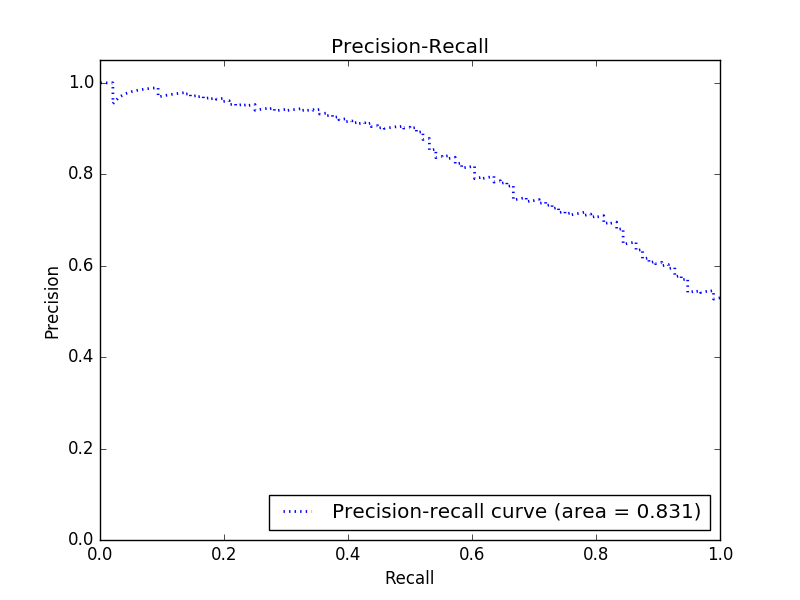 Precision-Recall
1.0
0.8
0.6
0.4
0.2
0.0
Precision
Precision-recall curve (area = 0.831)
0.0 0.2 0.4 0.6 0.8 1.0
Recall